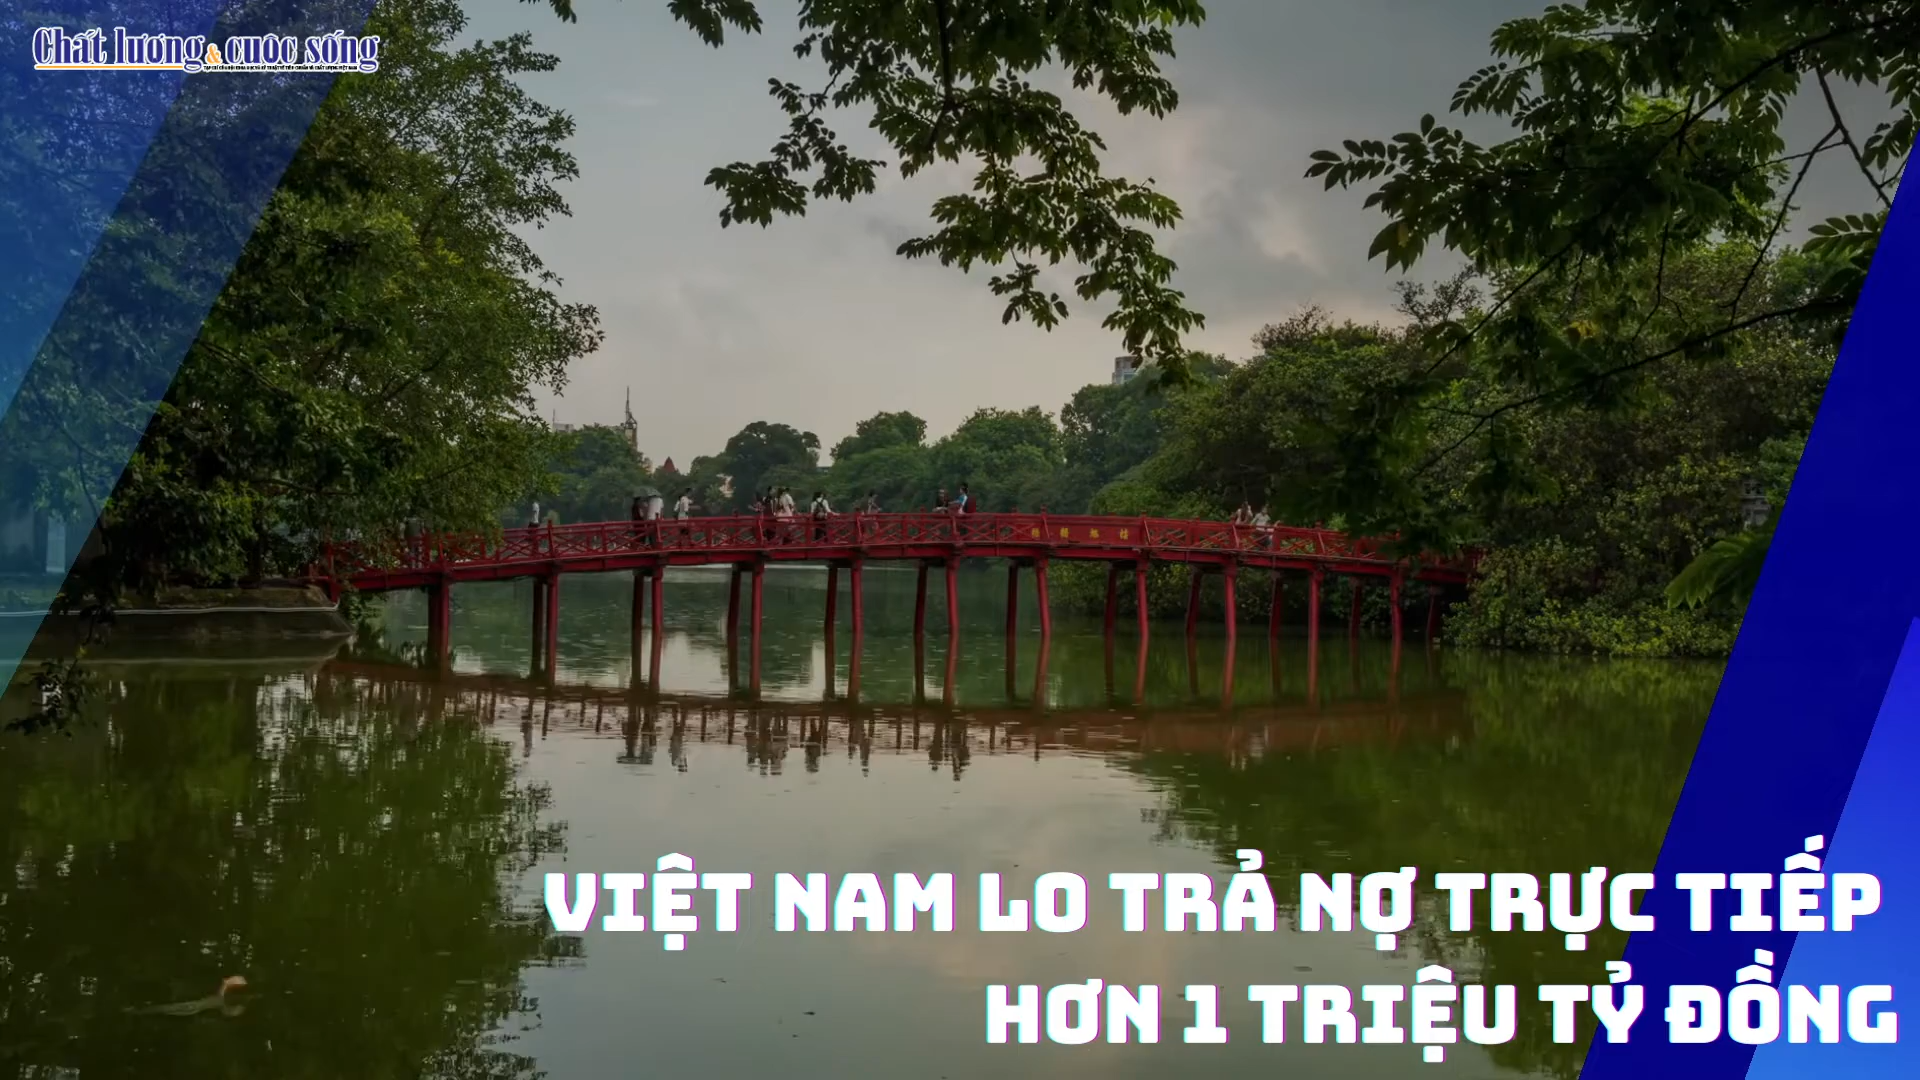 Chất lượng & cuộc sống
VIỆT NAM LO TRẢ NỢ TRỰC TIẾP
HƠN 1 TRIỆU TỶ ĐỒNG